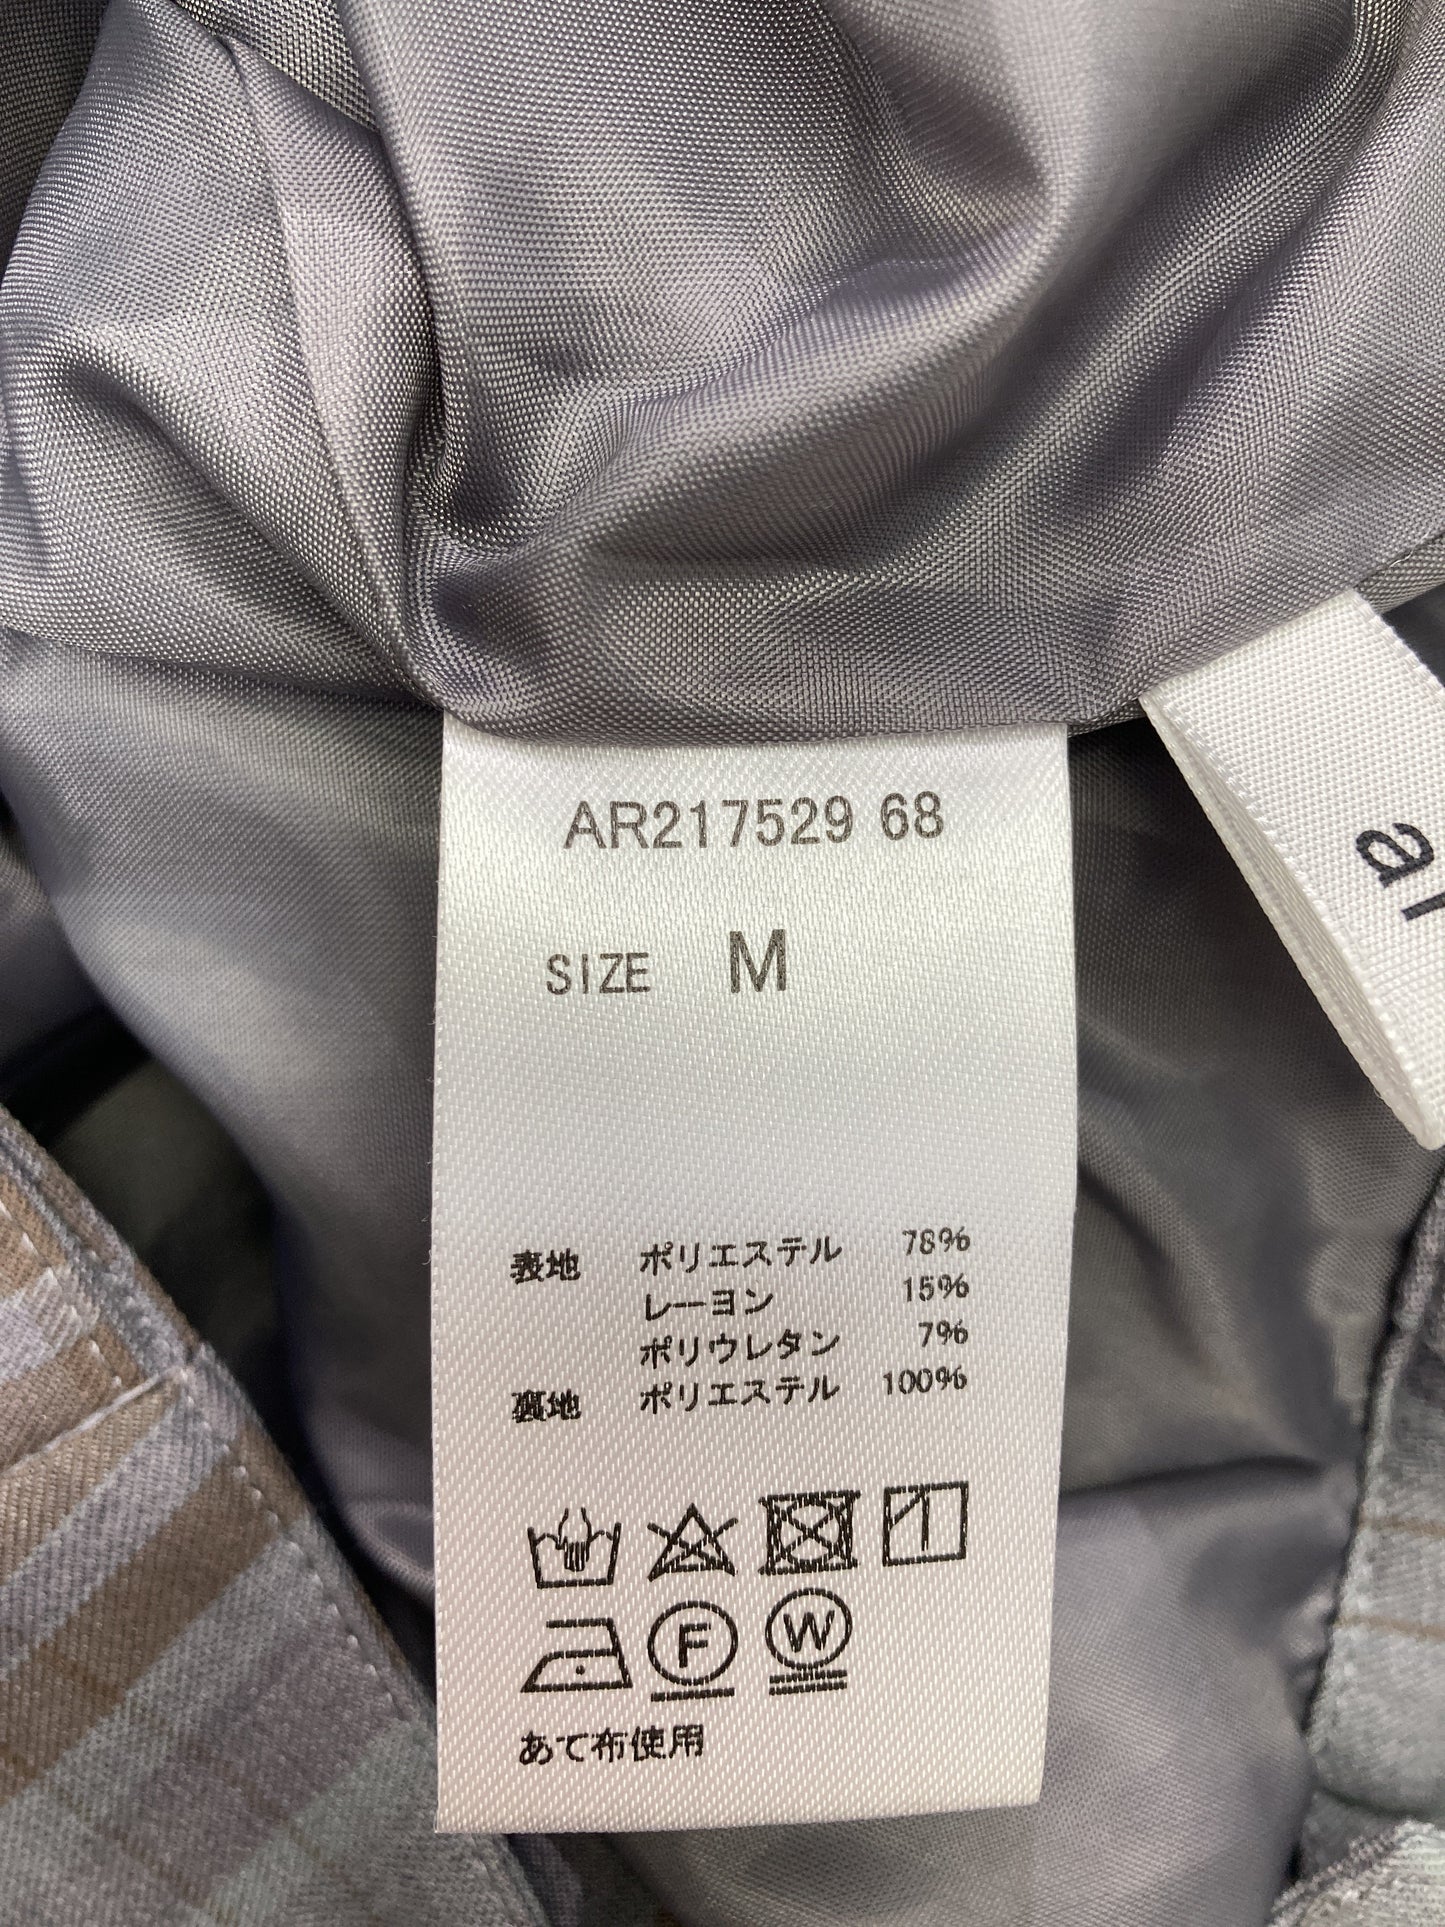 AR217529 68
SIZE M
表地 ポリエステル 78%
レーヨン 15%
ポリウレタン 7%
裏地 ポリエステル 100%
F W
あて布使用